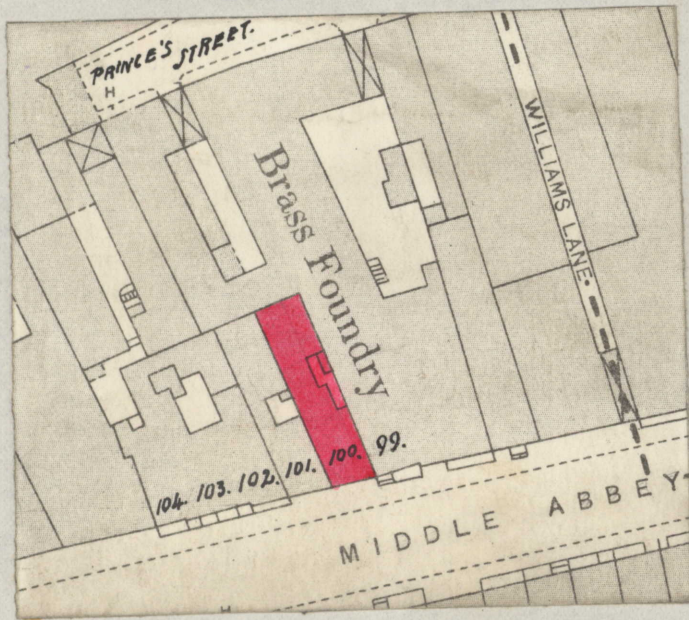 PRINCE'S
STREET.
H
WILLIAMS LANE
Brass Foundry
104. 103. 102. 101. 100. 99.
MIDDLE ABBEY
H